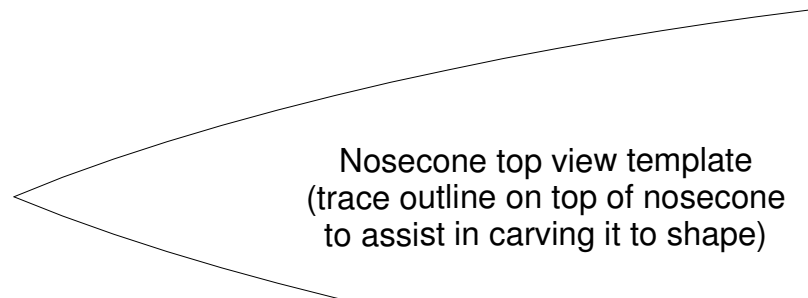 Nosecone top view template
(trace outline on top of nosecone
to assist in carving it to shape)